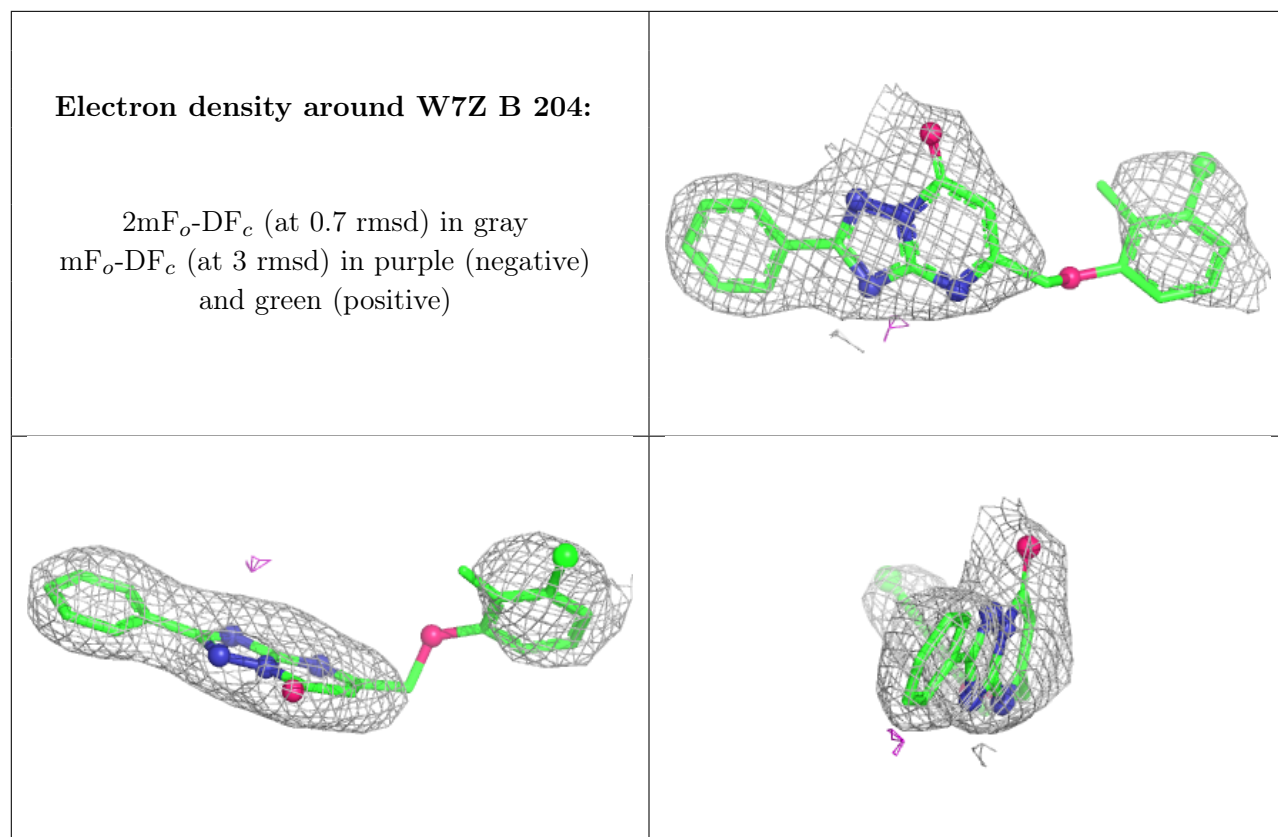 Electron density around W7Z B 204:
2mFo-DFc (at 0.7 rmsd) in gray
mFo-DFc (at 3 rmsd) in purple (negative)
and green (positive)